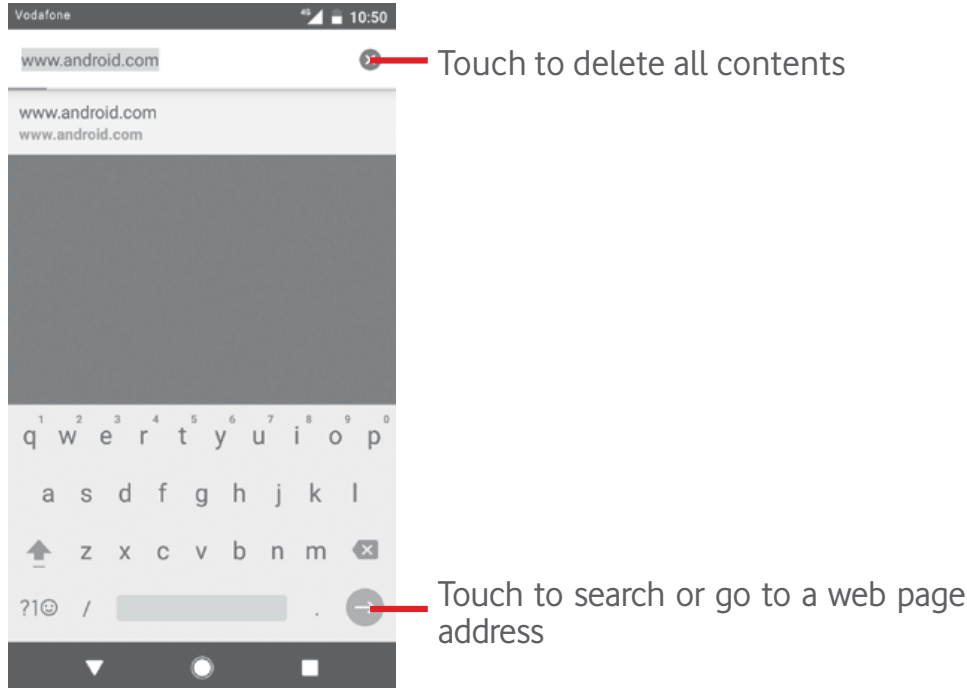 Vodafone 4G 10:50
www.android.com
Touch to delete all contents
www.android.com
www.android.com
1 2 3 4 5 6 7 8 9 0
q w e r t y u i o p
a s d f g h j k l
z x c v b n m
?1☺ / .
Touch to search or go to a web page
address